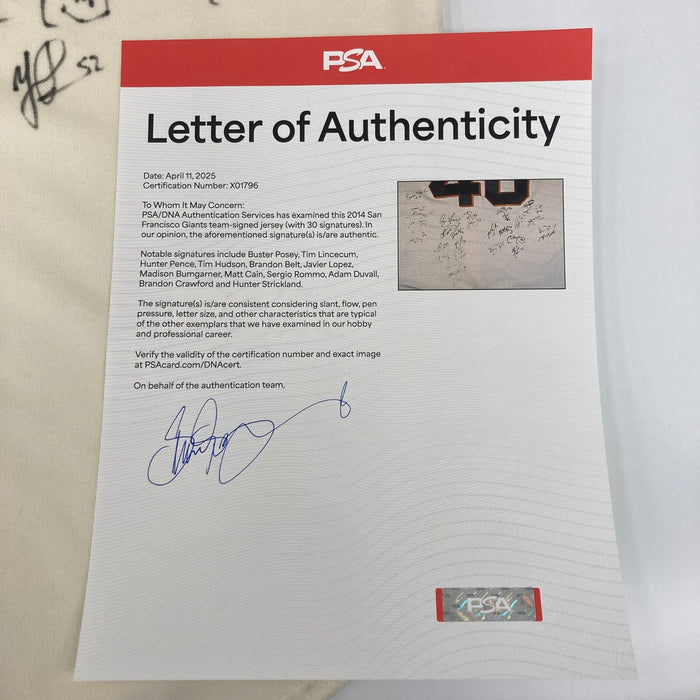 52
PSA
Letter of Authenticity
Date: April 11, 2025
Certification Number: X01796
To Whom It May Concern:
PSA/DNA Authentication Services has examined this 2014 San
Francisco Giants team-signed jersey (with 30 signatures). In
our opinion, the aforementioned signature(s) is/are authentic.
Notable signatures include Buster Posey, Tim Lincecum,
Hunter Pence, Tim Hudson, Brandon Belt, Javier Lopez,
Madison Bumgarner, Matt Cain, Sergio Rommo, Adam Duvall,
Brandon Crawford and Hunter Strickland.
The signature(s) is/are consistent considering slant, flow, pen
pressure, letter size, and other characteristics that are typical
of the other exemplars that we have examined in our hobby
and professional career.
Verify the validity of the certification number and exact image
at PSAcard.com/DNAcert.
On behalf of the authentication team,
PSA